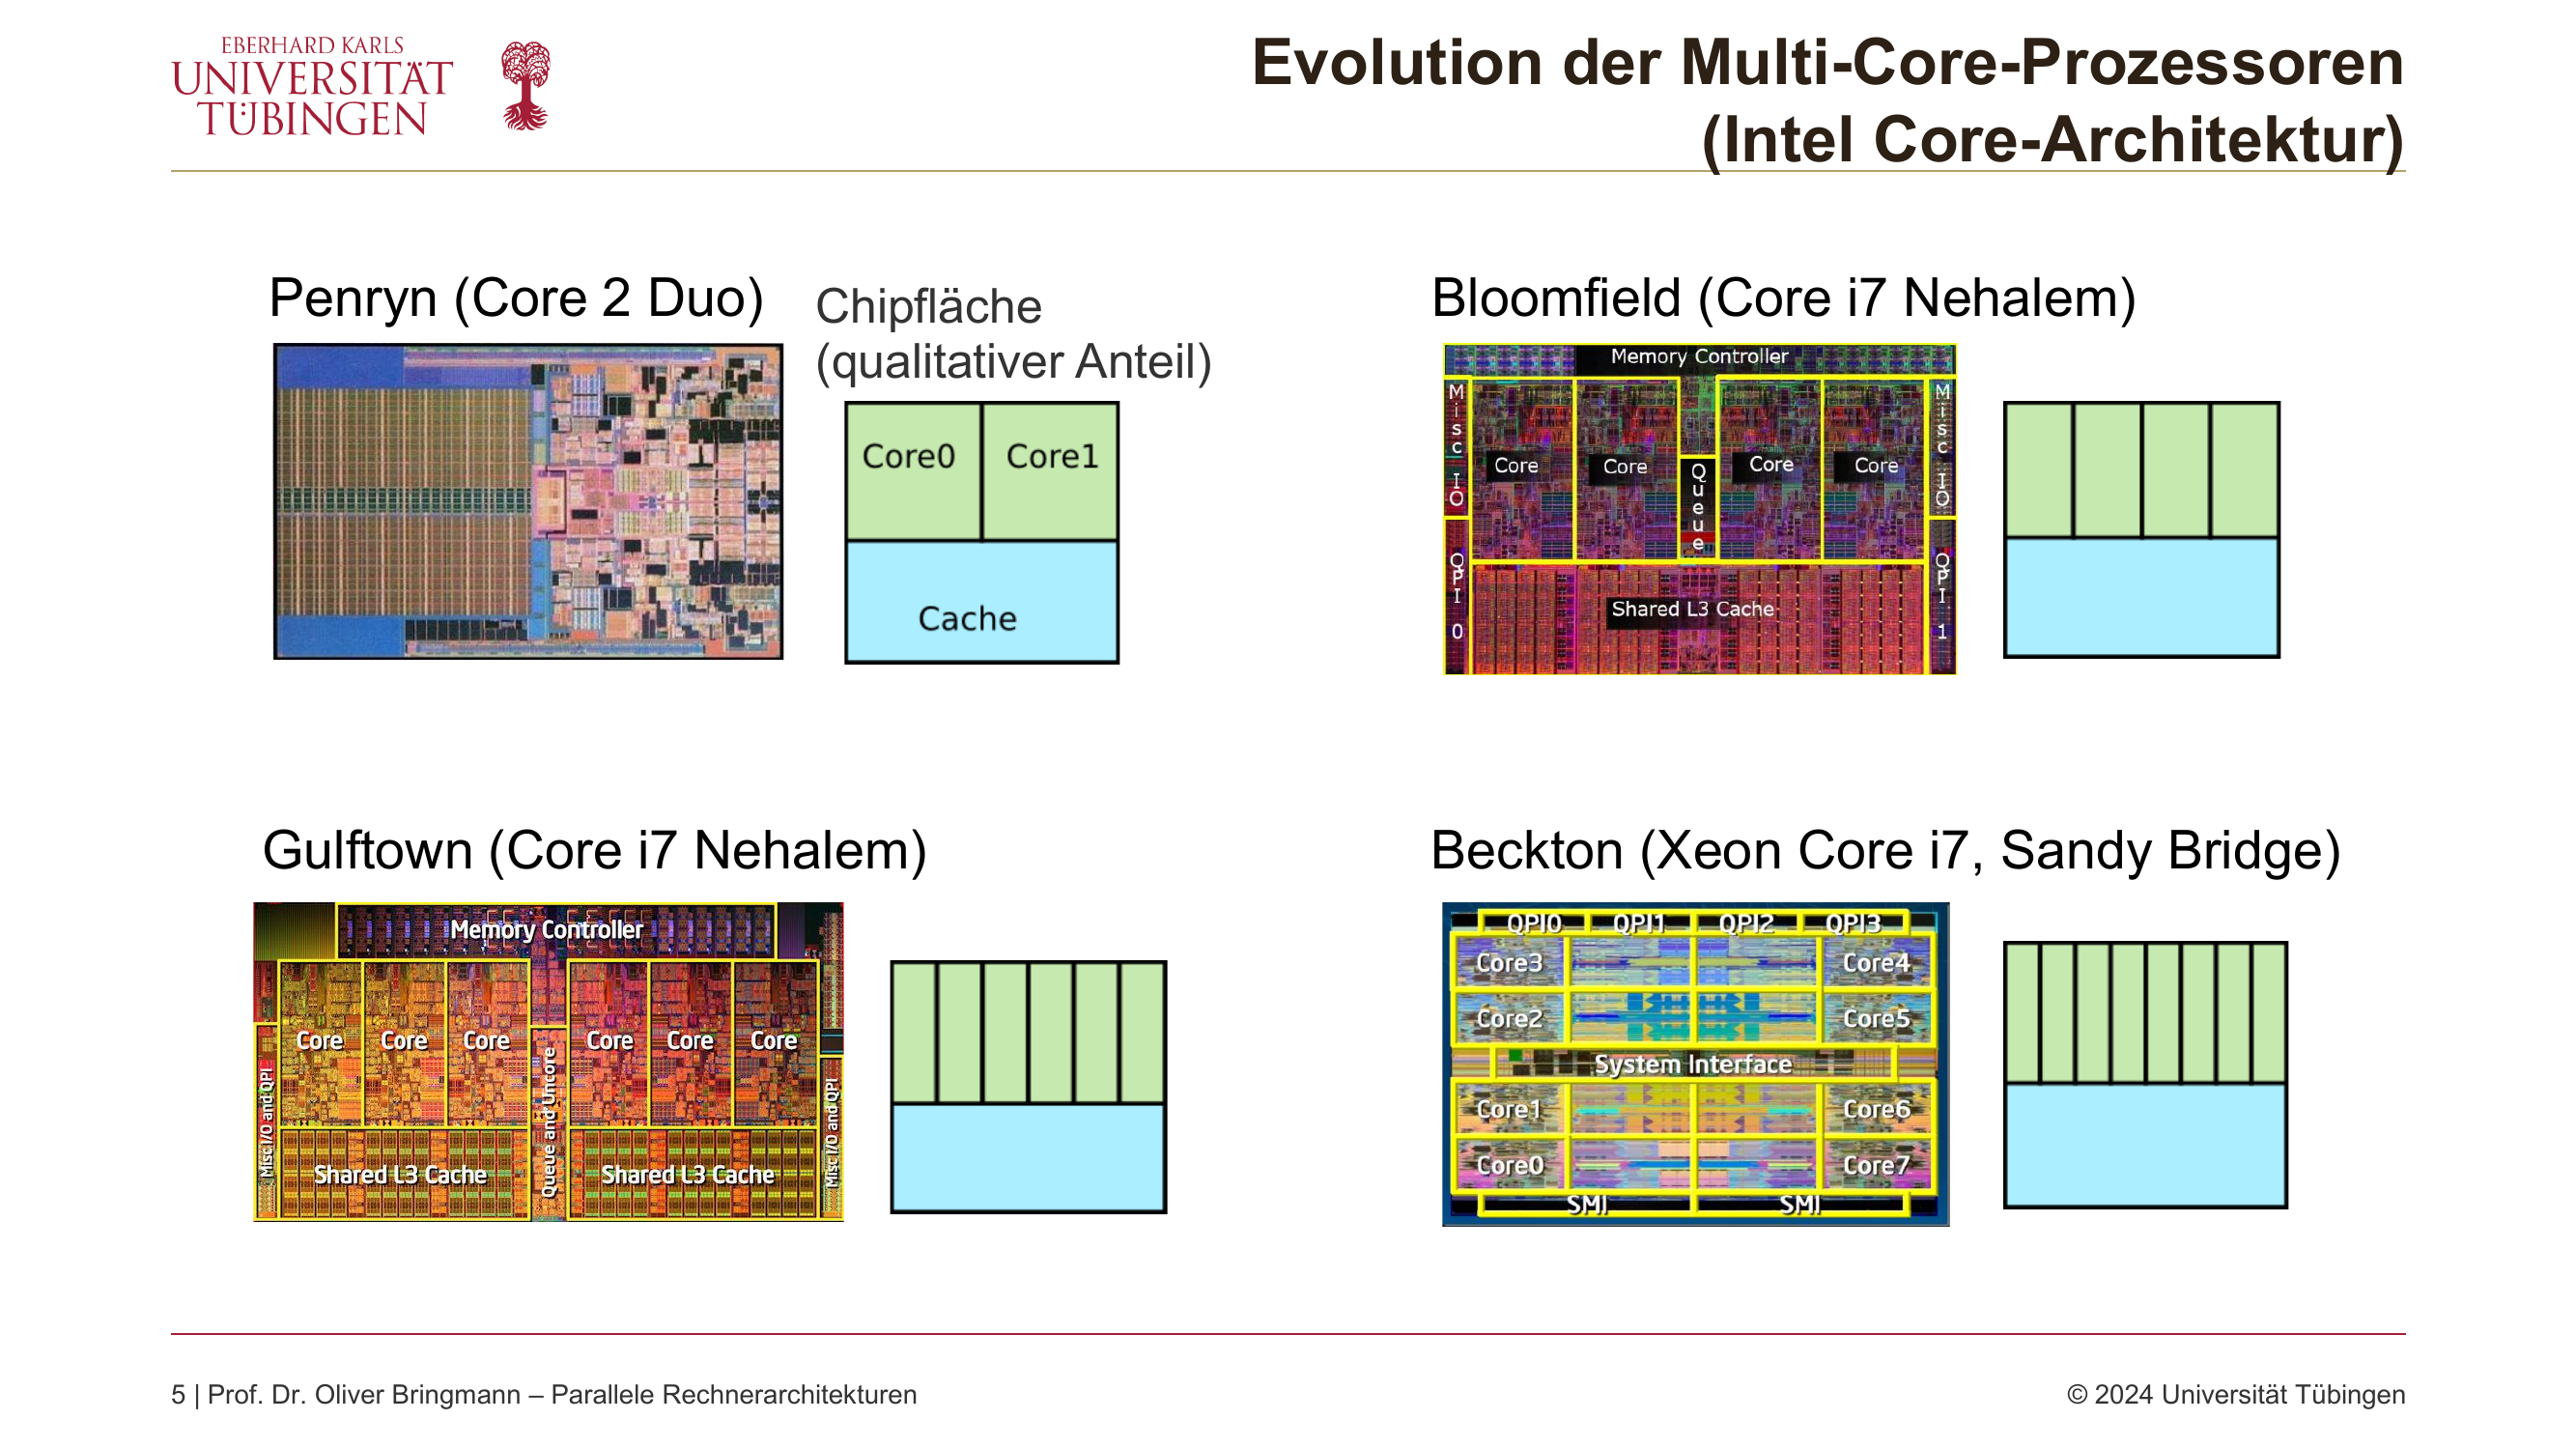 EBERHARD KARLS
UNIVERSITÄT
TÜBINGEN
Evolution der Multi-Core-Prozessoren
(Intel Core-Architektur)
Penryn (Core 2 Duo)
Chipfläche
(qualitativer Anteil)
Core0 Core1
Cache
Bloomfield (Core i7 Nehalem)
Memory Controller
Misc IO
Core Core Queue Core Core
Misc IO
QPI 0
Shared L3 Cache
QPI 1
Gulftown (Core i7 Nehalem)
Memory Controller
Core Core Core Core Core Core
Misc I/O and QPI
Queue and Uncore
Misc I/O and QPI
Shared L3 Cache Shared L3 Cache
Beckton (Xeon Core i7, Sandy Bridge)
QPI0 QPI1 QPI2 QPI3
Core3 Core4
Core2 Core5
System Interface
Core1 Core6
Core0 Core7
SMI SMI
5 | Prof. Dr. Oliver Bringmann – Parallele Rechnerarchitekturen
© 2024 Universität Tübingen